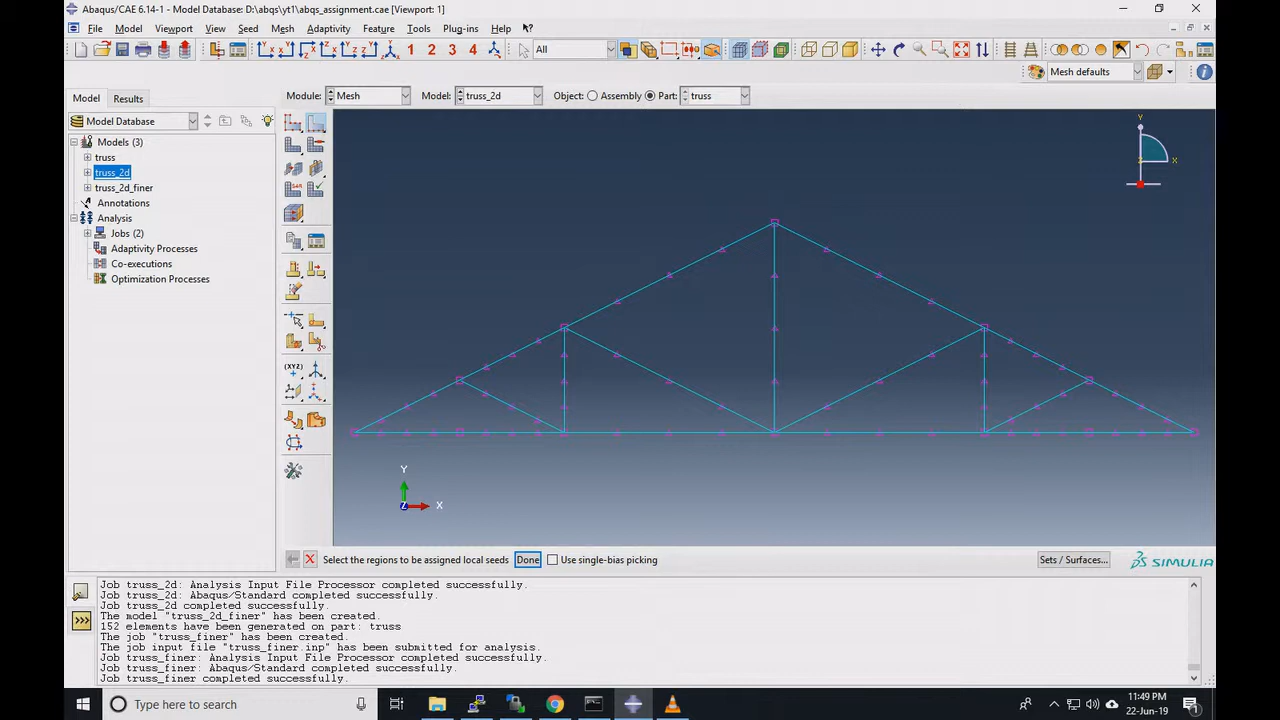 Abaqus/CAE 6.14-1 - Model Database: D:\abqs\yt1\abqs_assignment.cae [Viewport: 1]
File Model Viewport View Seed Mesh Adaptivity Feature Tools Plug-ins Help
1 2 3 4 All
Mesh defaults
Model Results Module: Mesh Model: truss_2d Object: Assembly Part: truss
Model Database
Models (3)
truss
truss_2d
truss_2d_finer
Annotations
Analysis
Jobs (2)
Adaptivity Processes
Co-executions
Optimization Processes
Y
Z X
(XYZ)
Y
Z X
Select the regions to be assigned local seeds Done Use single-bias picking Sets / Surfaces... SIMULIA
Job truss_2d: Analysis Input File Processor completed successfully.
Job truss_2d: Abaqus/Standard completed successfully.
Job truss_2d completed successfully.
The model "truss_2d_finer" has been created.
152 elements have been generated on part: truss
The job "truss_finer" has been created.
The job input file "truss_finer.inp" has been submitted for analysis.
Job truss_finer: Analysis Input File Processor completed successfully.
Job truss_finer: Abaqus/Standard completed successfully.
Job truss_finer completed successfully.
>>>
Type here to search
11:49 PM
22-Jun-19